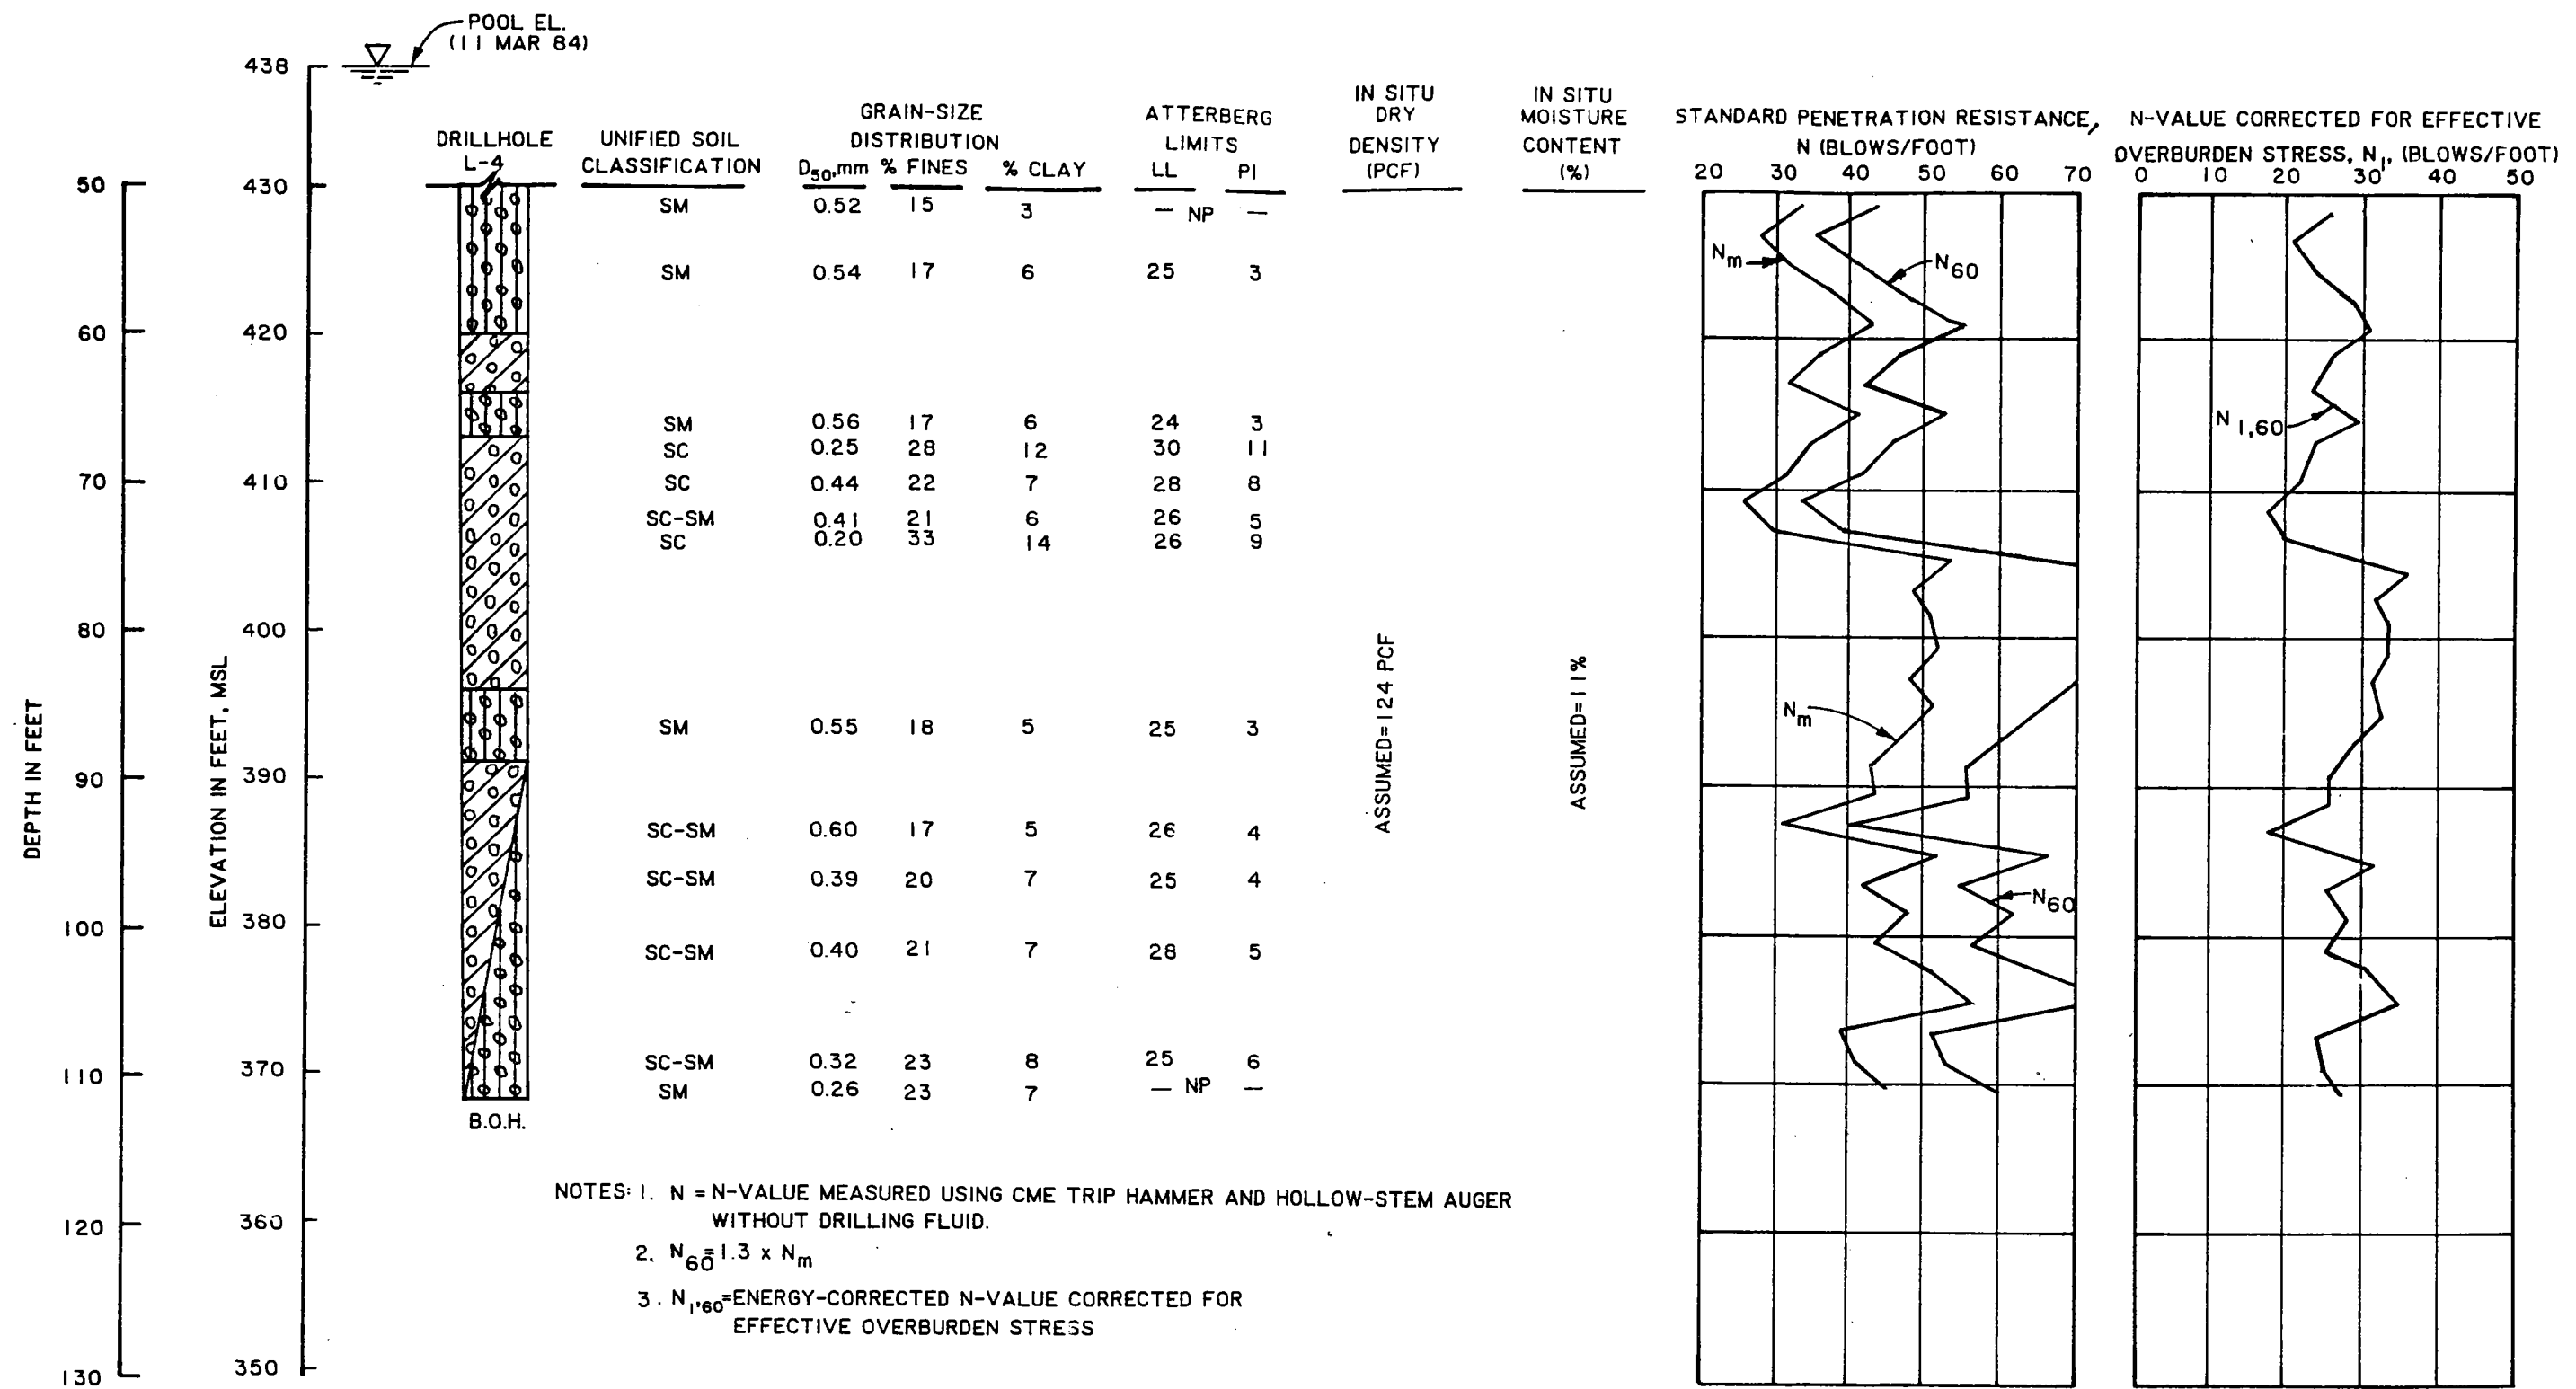 POOL EL.
(11 MAR 84)
438
DRILLHOLE
L-4
UNIFIED SOIL
CLASSIFICATION
GRAIN-SIZE
DISTRIBUTION
D50,mm % FINES % CLAY
ATTERBERG
LIMITS
LL PI
IN SITU
DRY
DENSITY
(PCF)
IN SITU
MOISTURE
CONTENT
(%)
STANDARD PENETRATION RESISTANCE,
N (BLOWS/FOOT)
20 30 40 50 60 70
N-VALUE CORRECTED FOR EFFECTIVE
OVERBURDEN STRESS, N1, (BLOWS/FOOT)
0 10 20 30 40 50
50 430
SM 0.52 15 3 — NP —
SM 0.54 17 6 25 3
Nm
N60
60 420
SM 0.56 17 6 24 3
N1,60
SC 0.25 28 12 30 11
70 410
SC 0.44 22 7 28 8
SC-SM 0.41 21 6 26 5
SC 0.20 33 14 26 9
80 400
DEPTH IN FEET
ELEVATION IN FEET, MSL
ASSUMED=124 PCF
ASSUMED=11%
Nm
SM 0.55 18 5 25 3
90 390
SC-SM 0.60 17 5 26 4
SC-SM 0.39 20 7 25 4
N60
100 380
SC-SM 0.40 21 7 28 5
SC-SM 0.32 23 8 25 6
110 370
SM 0.26 23 7 — NP —
B.O.H.
NOTES: 1. N = N-VALUE MEASURED USING CME TRIP HAMMER AND HOLLOW-STEM AUGER
WITHOUT DRILLING FLUID.
120 360
2. N60=1.3 x Nm
3. N1,60=ENERGY-CORRECTED N-VALUE CORRECTED FOR
EFFECTIVE OVERBURDEN STRESS
130 350